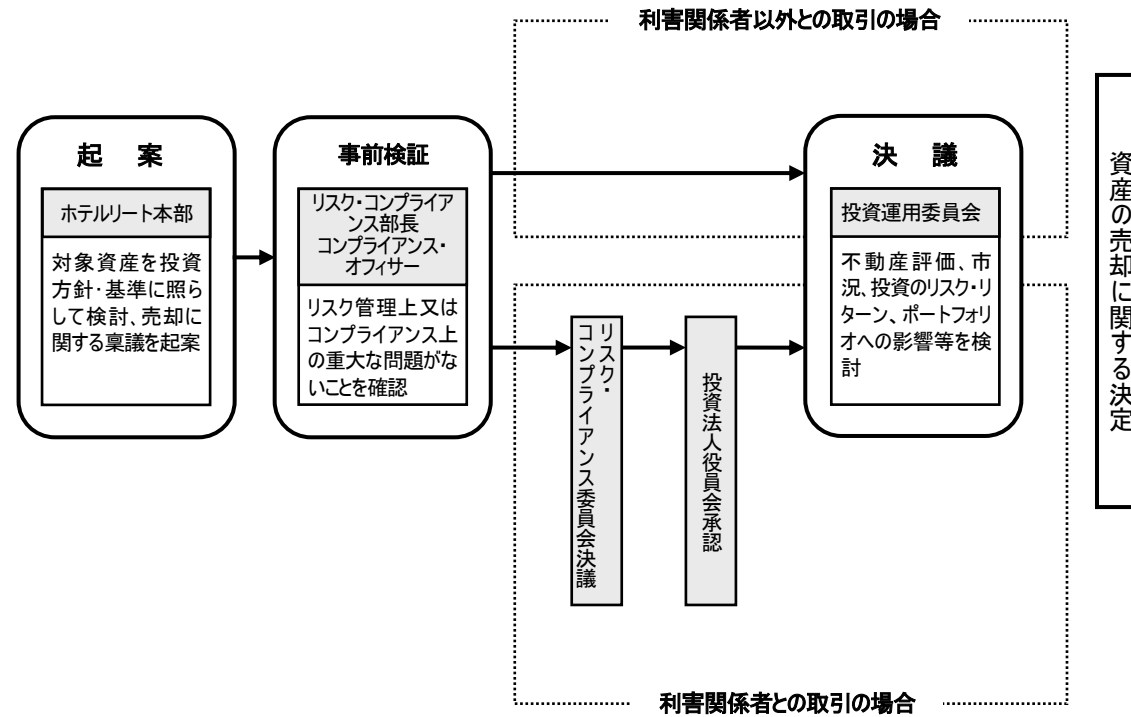 利害関係者以外との取引の場合
起 案
ホテルリート本部
対象資産を投資
方針・基準に照ら
して検討、売却に
関する稟議を起案
事前検証
リスク・コンプライア
ンス部長
コンプライアンス・
オフィサー
リスク管理上又は
コンプライアンス上
の重大な問題がな
いことを確認
リスク・
コンプライアンス委員会決議
投資法人役員会承認
決 議
投資運用委員会
不動産評価、市
況、投資のリスク・リ
ターン、ポートフォリ
オへの影響等を検
討
資産の売却に関する決定
利害関係者との取引の場合